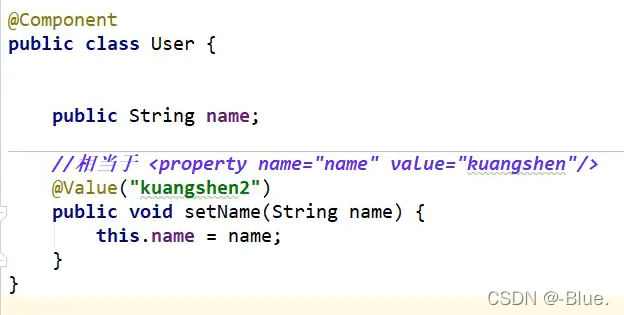 @Component
public class User {
public String name;
//相当于 <property name="name" value="kuangshen"/>
@Value("kuangshen2")
public void setName(String name) {
this.name = name;
}
}
CSDN @-Blue.